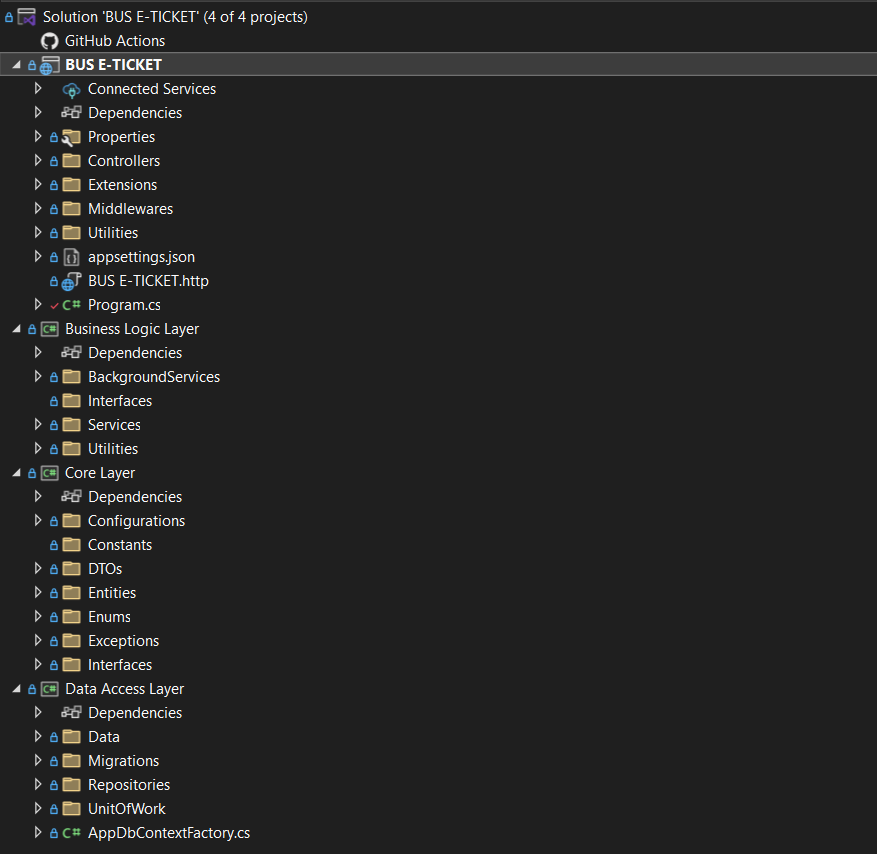 Solution 'BUS E-TICKET' (4 of 4 projects)
GitHub Actions
BUS E-TICKET
Connected Services
Dependencies
Properties
Controllers
Extensions
Middlewares
Utilities
appsettings.json
BUS E-TICKET.http
C# Program.cs
C# Business Logic Layer
Dependencies
BackgroundServices
Interfaces
Services
Utilities
C# Core Layer
Dependencies
Configurations
Constants
DTOs
Entities
Enums
Exceptions
Interfaces
C# Data Access Layer
Dependencies
Data
Migrations
Repositories
UnitOfWork
C# AppDbContextFactory.cs